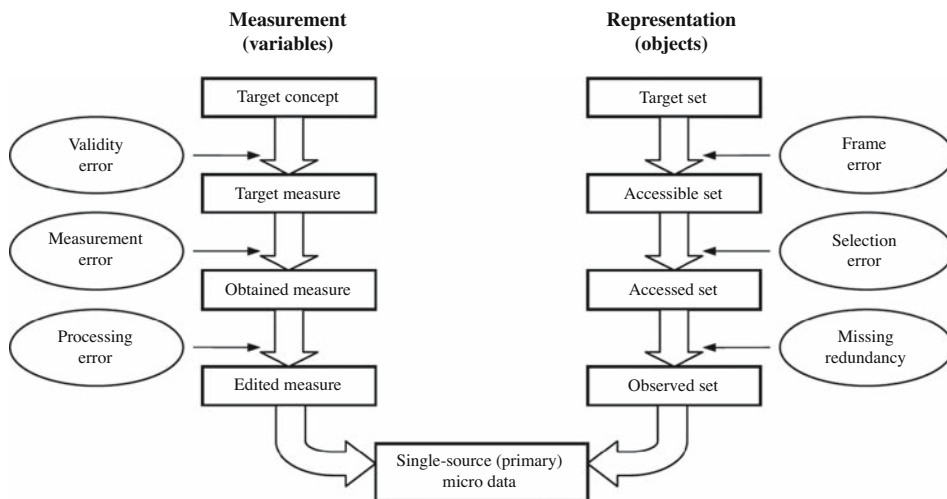 Measurement
(variables)
Representation
(objects)
Target concept
Target set
Validity
error
Frame
error
Target measure
Accessible set
Measurement
error
Selection
error
Obtained measure
Accessed set
Processing
error
Missing
redundancy
Edited measure
Observed set
Single-source (primary)
micro data